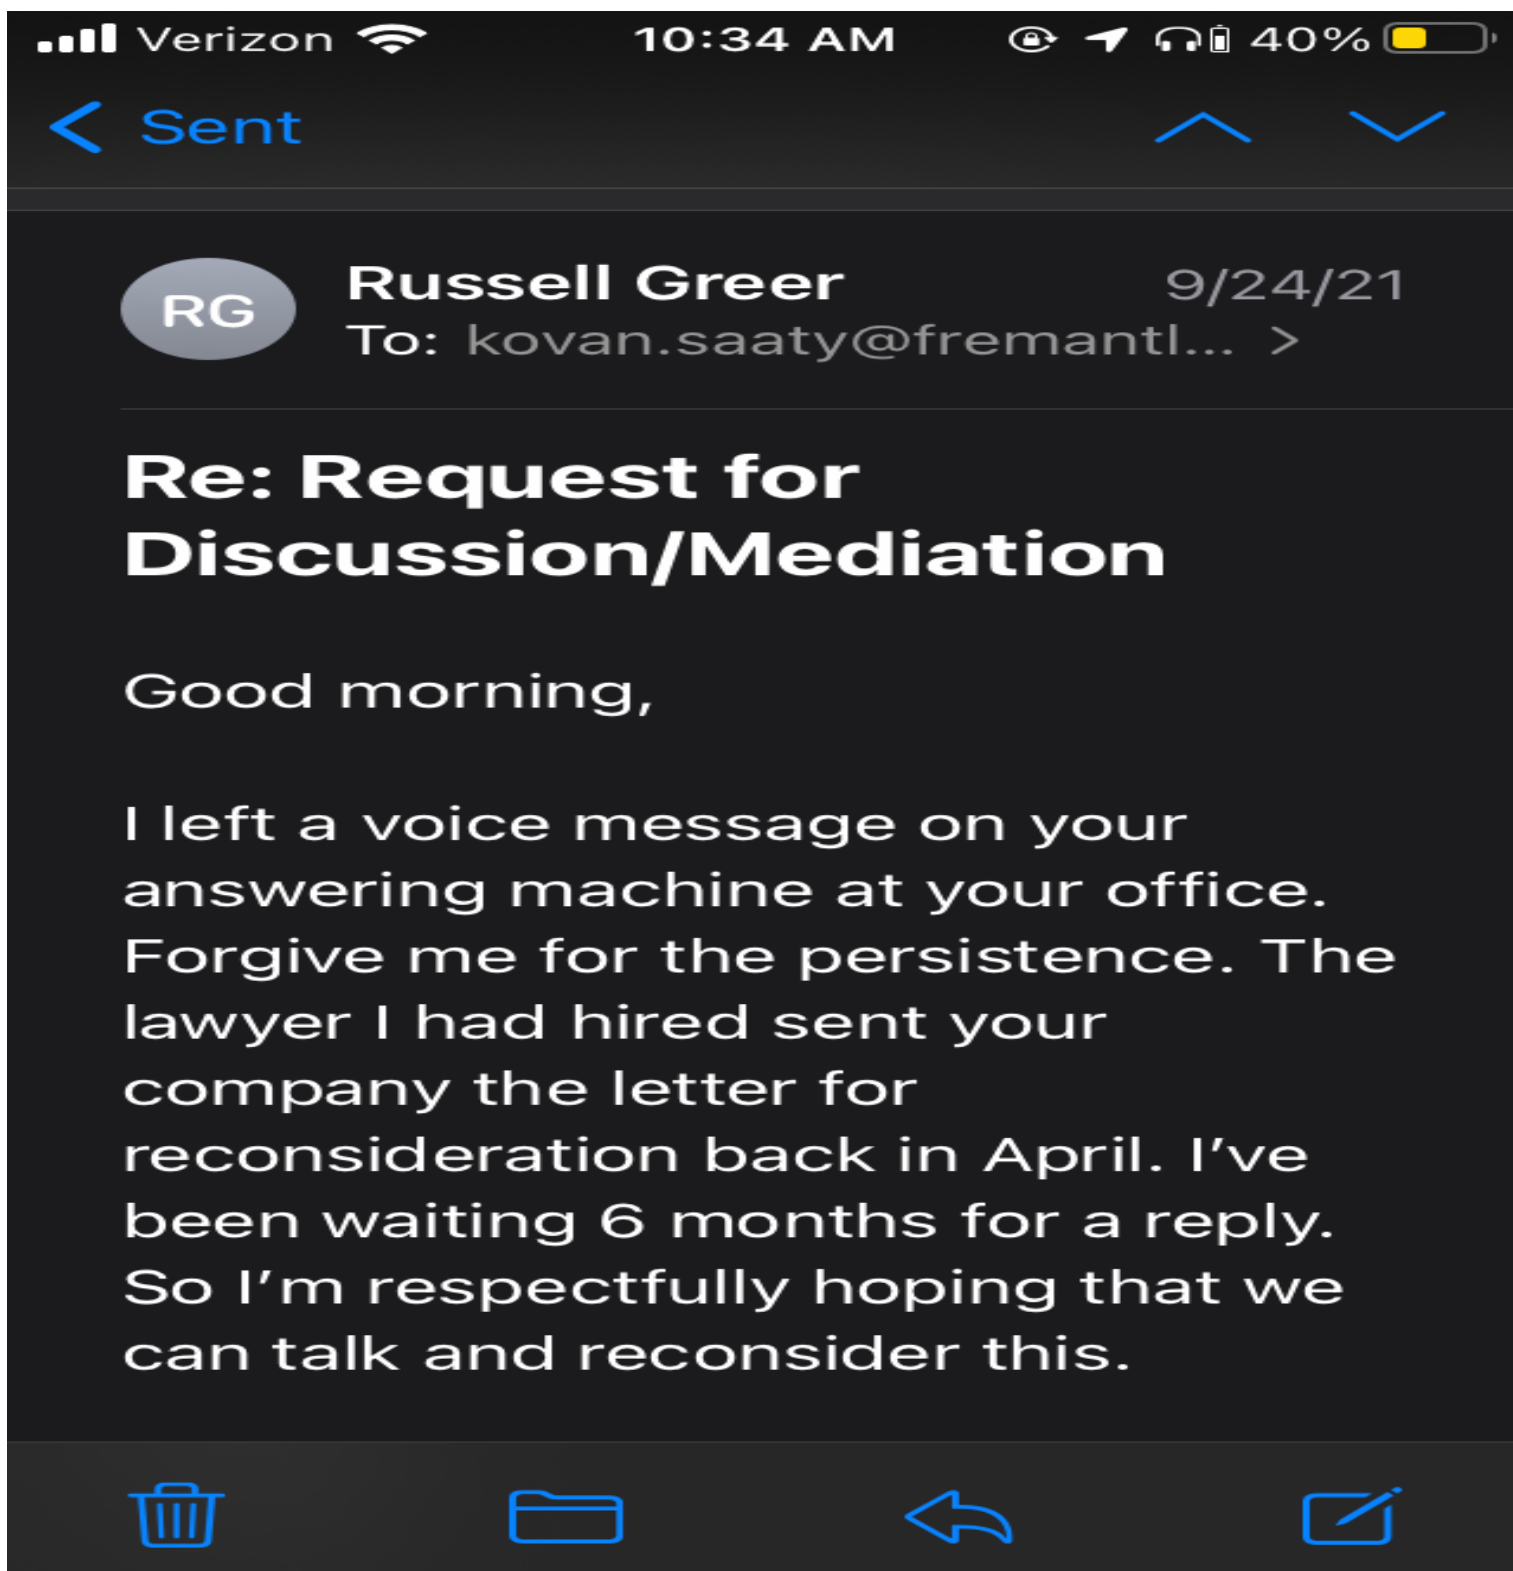 Verizon 10:34 AM 40%
Sent
RG
Russell Greer 9/24/21
To: kovan.saaty@fremantl... >
Re: Request for
Discussion/Mediation
Good morning,
I left a voice message on your
answering machine at your office.
Forgive me for the persistence. The
lawyer I had hired sent your
company the letter for
reconsideration back in April. I’ve
been waiting 6 months for a reply.
So I’m respectfully hoping that we
can talk and reconsider this.